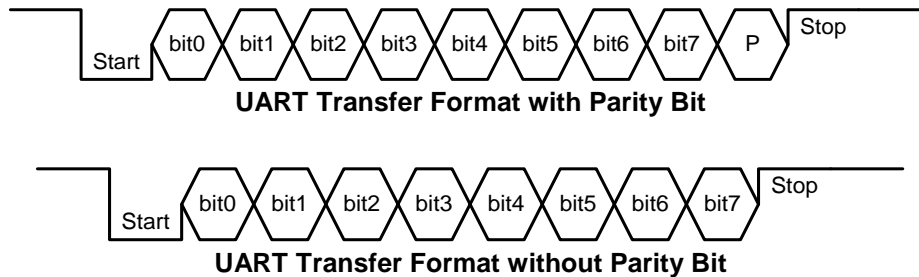 Start bit0 bit1 bit2 bit3 bit4 bit5 bit6 bit7 P Stop
UART Transfer Format with Parity Bit
Start bit0 bit1 bit2 bit3 bit4 bit5 bit6 bit7 Stop
UART Transfer Format without Parity Bit